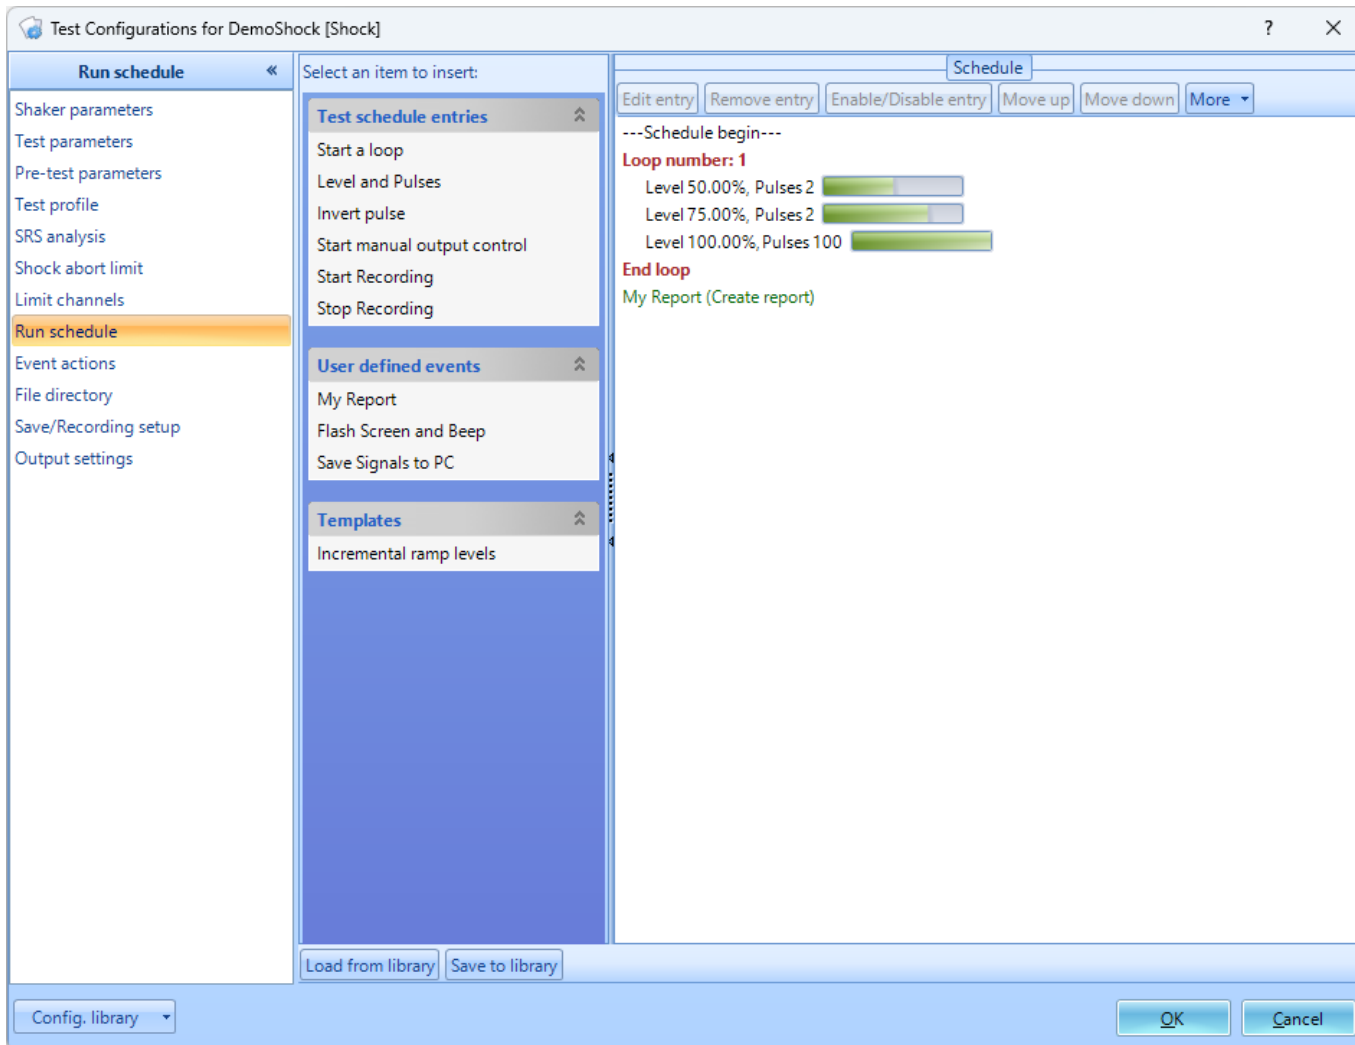 Test Configurations for DemoShock [Shock]
?
Run schedule «
Shaker parameters
Test parameters
Pre-test parameters
Test profile
SRS analysis
Shock abort limit
Limit channels
Run schedule
Event actions
File directory
Save/Recording setup
Output settings
Select an item to insert:
Test schedule entries
Start a loop
Level and Pulses
Invert pulse
Start manual output control
Start Recording
Stop Recording
User defined events
My Report
Flash Screen and Beep
Save Signals to PC
Templates
Incremental ramp levels
Load from library Save to library
Schedule
Edit entry Remove entry Enable/Disable entry Move up Move down More
---Schedule begin---
Loop number: 1
Level 50.00%, Pulses 2
Level 75.00%, Pulses 2
Level 100.00%, Pulses 100
End loop
My Report (Create report)
Config. library
OK Cancel